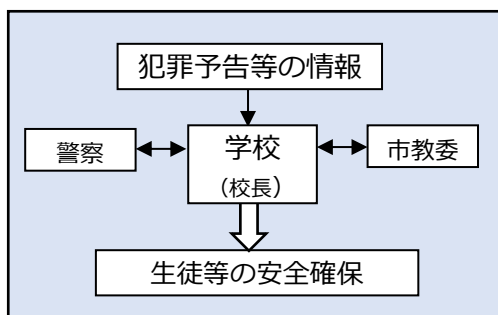 犯罪予告等の情報
警察
学校
（校長）
市教委
生徒等の安全確保